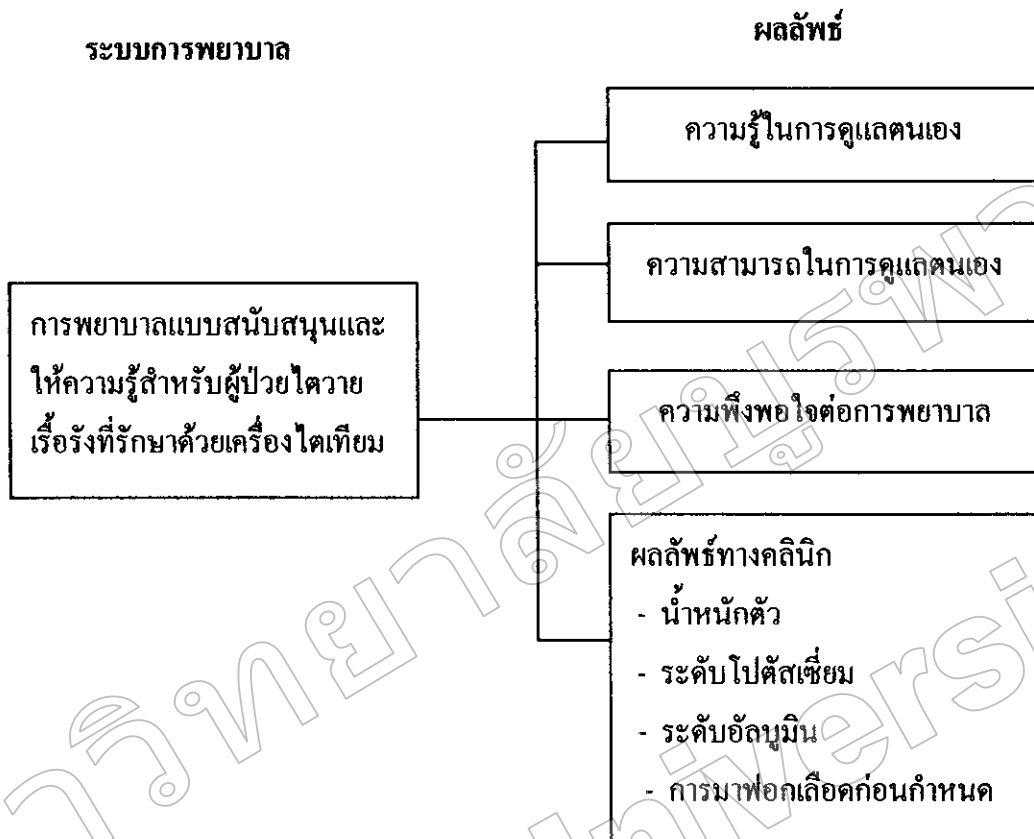 ระบบการพยาบาล
ผลลัพธ์
การพยาบาลแบบสนับสนุนและ
ให้ความรู้สำหรับผู้ป่วยไตวาย
เรื้อรังที่รักษาด้วยเครื่องไตเทียม
ความรู้ในการดูแลตนเอง
ความสามารถในการดูแลตนเอง
ความพึงพอใจต่อการพยาบาล
ผลลัพธ์ทางคลินิก
- น้ำหนักตัว
- ระดับโปตัสเซี่ยม
- ระดับอัลบูมิน
- การมาฟอกเลือดก่อนกำหนด